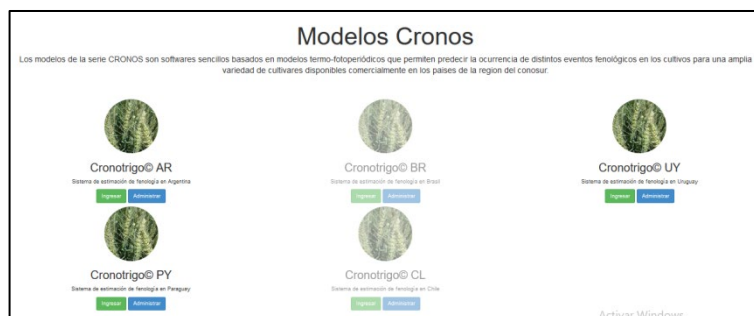 Modelos Cronos
Los modelos de la serie CRONOS son softwares sencillos basados en modelos termo-fotoperiódicos que permiten predecir la ocurrencia de distintos eventos fenológicos en los cultivos para una amplia
variedad de cultivares disponibles comercialmente en los países de la region del conosur.
Cronotrigo© AR
Sistema de estimación de fenología en Argentina
Ingresar Administrar
Cronotrigo© BR
Sistema de estimación de fenología en Brasil
Ingresar Administrar
Cronotrigo© UY
Sistema de estimación de fenología en Uruguay
Ingresar Administrar
Cronotrigo© PY
Sistema de estimación de fenología en Paraguay
Ingresar Administrar
Cronotrigo© CL
Sistema de estimación de fenología en Chile
Ingresar Administrar
Activar Windows